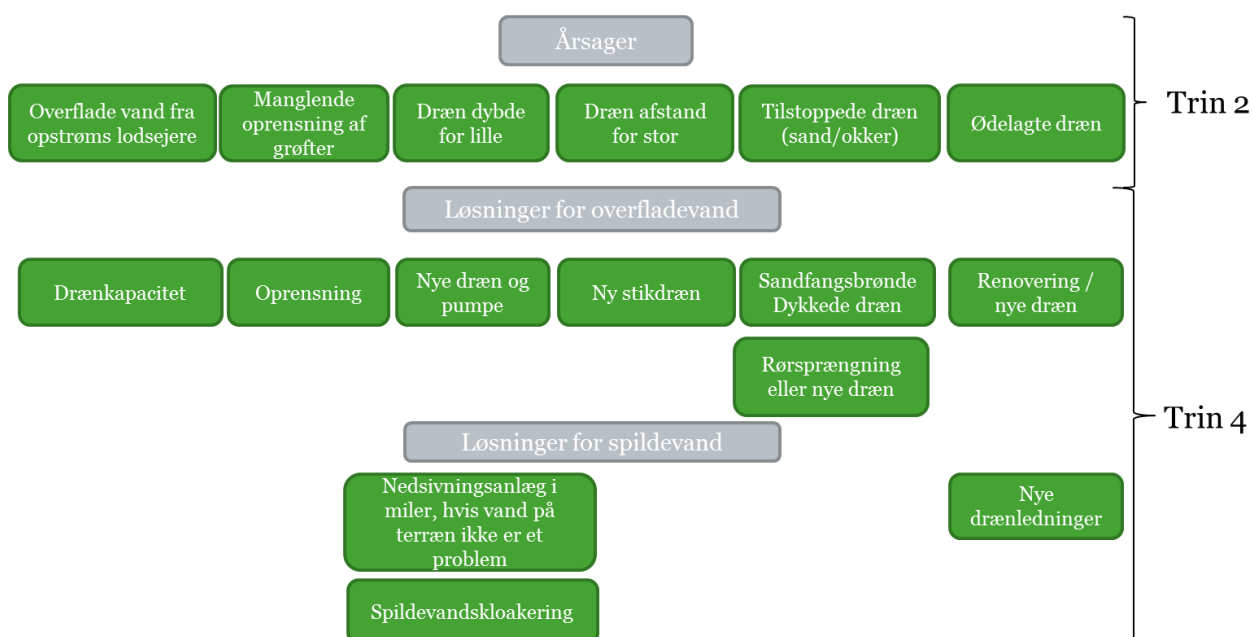 Årsager
Overflade vand fra
opstrøms lodsejere
Manglende
oprensning af
grøfter
Dræn dybde
for lille
Dræn afstand
for stor
Tilstoppede dræn
(sand/okker)
Ødelagte dræn
Trin 2
Løsninger for overfladevand
Drænkapacitet
Oprensning
Nye dræn og
pumpe
Ny stikdræn
Sandfangsbrønde
Dykkede dræn
Renovering /
nye dræn
Rørsprængning
eller nye dræn
Trin 4
Løsninger for spildevand
Nedsivningsanlæg i
miler, hvis vand på
terræn ikke er et
problem
Nye
drænledninger
Spildevandskloakering